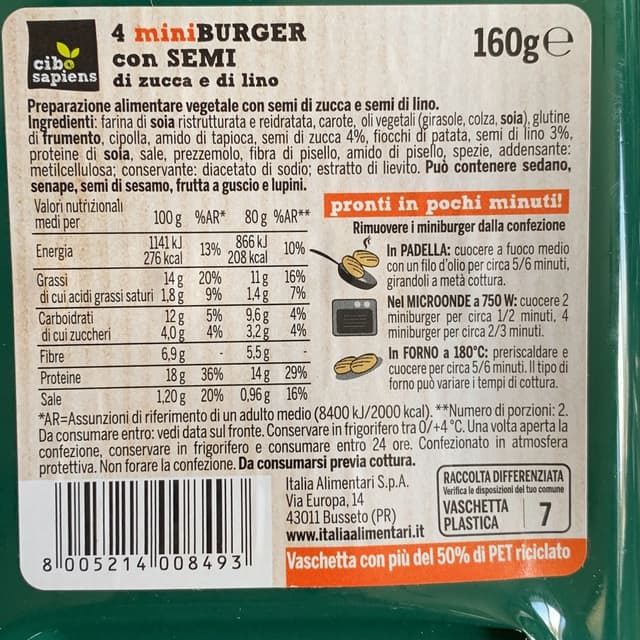 cibo
sapiens
4 miniBURGER
con SEMI
di zucca e di lino
160g℮
Preparazione alimentare vegetale con semi di zucca e semi di lino.
Ingredienti: farina di soia ristrutturata e reidratata, carote, oli vegetali (girasole, colza, soia), glutine
di frumento, cipolla, amido di tapioca, semi di zucca 4%, fiocchi di patata, semi di lino 3%,
proteine di soia, sale, prezzemolo, fibra di pisello, amido di pisello, spezie, addensante:
metilcellulosa; conservante: diacetato di sodio; estratto di lievito. Può contenere sedano,
senape, semi di sesamo, frutta a guscio e lupini.
Valori nutrizionali
medi per 100 g %AR* 80 g %AR**
Energia 1141 kJ 276 kcal 13% 866 kJ 208 kcal 10%
Grassi 14 g 20% 11 g 16%
di cui acidi grassi saturi 1,8 g 9% 1,4 g 7%
Carboidrati 12 g 5% 9,6 g 4%
di cui zuccheri 4,0 g 4% 3,2 g 4%
Fibre 6,9 g - 5,5 g -
Proteine 18 g 36% 14 g 29%
Sale 1,20 g 20% 0,96 g 16%
pronti in pochi minuti!
Rimuovere i miniburger dalla confezione
In PADELLA: cuocere a fuoco medio
con un filo d'olio per circa 5/6 minuti,
girandoli a metà cottura.
Nel MICROONDE a 750 W: cuocere 2
miniburger per circa 1/2 minuti, 4
miniburger per circa 2/3 minuti.
In FORNO a 180°C: preriscaldare e
cuocere per circa 5/6 minuti. Il tipo di
forno può variare i tempi di cottura.
*AR=Assunzioni di riferimento di un adulto medio (8400 kJ/2000 kcal). **Numero di porzioni: 2.
Da consumare entro: vedi data sul fronte. Conservare in frigorifero tra 0/+4°C. Una volta aperta la
confezione, conservare in frigorifero e consumare entro 24 ore. Confezionato in atmosfera
protettiva. Non forare la confezione. Da consumarsi previa cottura.
8 005214 008493
Italia Alimentari S.p.A.
Via Europa, 14
43011 Busseto (PR)
www.italiaalimentari.it
RACCOLTA DIFFERENZIATA
Verifica le disposizioni del tuo comune
VASCHETTA
PLASTICA 7
Vaschetta con più del 50% di PET riciclato